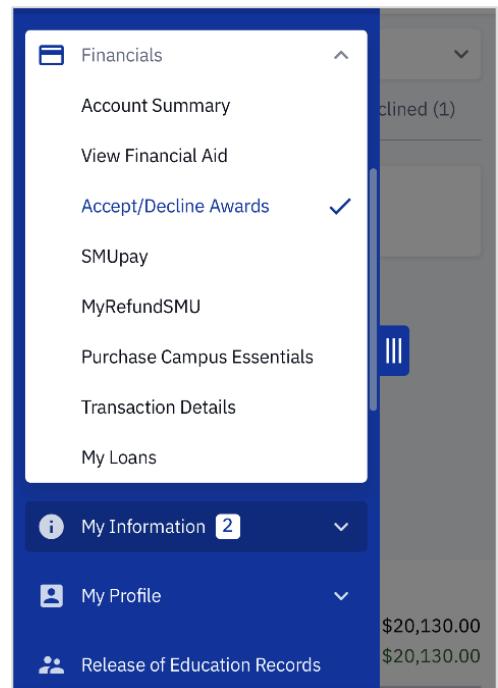 Financials
clined (1)
Account Summary
View Financial Aid
Accept/Decline Awards
SMUpay
MyRefundSMU
Purchase Campus Essentials
Transaction Details
My Loans
My Information 2
My Profile
$20,130.00
$20,130.00
Release of Education Records